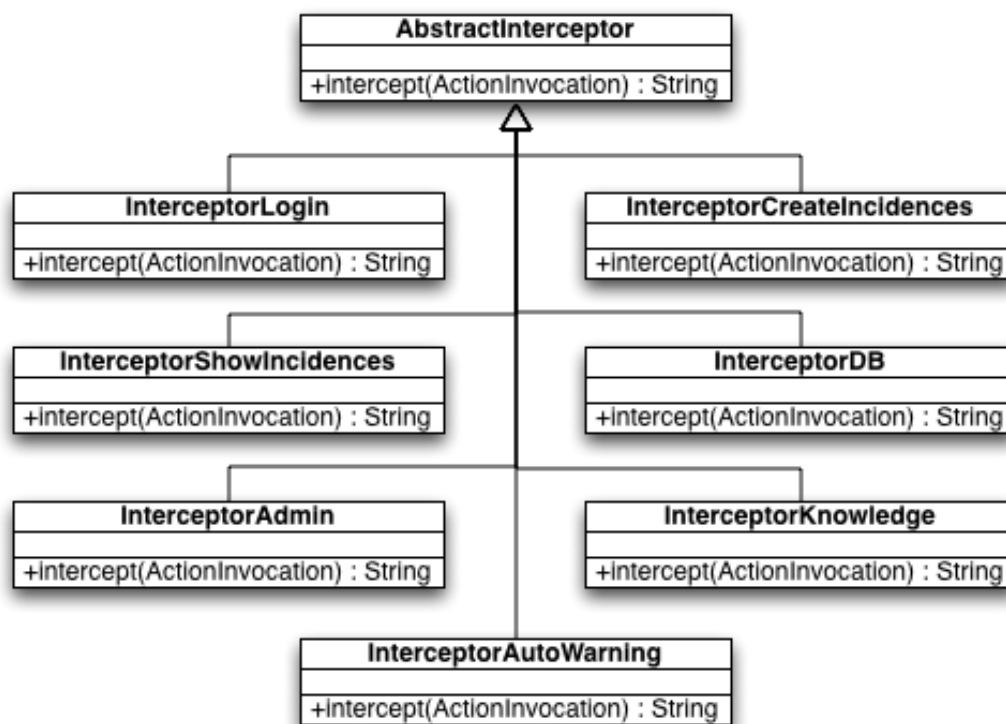 AbstractInterceptor
+intercept(ActionInvocation) : String
InterceptorLogin
+intercept(ActionInvocation) : String
InterceptorCreateIncidences
+intercept(ActionInvocation) : String
InterceptorShowIncidences
+intercept(ActionInvocation) : String
InterceptorDB
+intercept(ActionInvocation) : String
InterceptorAdmin
+intercept(ActionInvocation) : String
InterceptorKnowledge
+intercept(ActionInvocation) : String
InterceptorAutoWarning
+intercept(ActionInvocation) : String